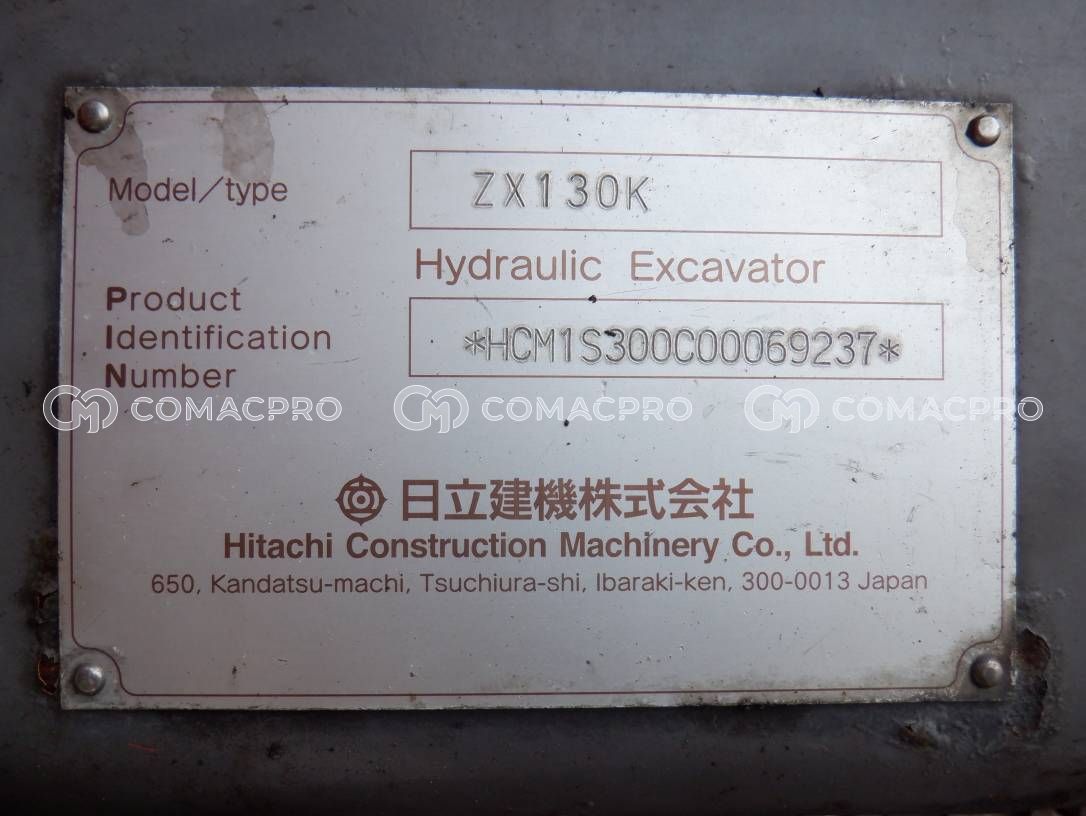 Model/type ZX130K
Hydraulic Excavator
Product
Identification
Number
*HCM1S300C00069237*
COMACPRO COMACPRO COMACPRO
日立建機株式会社
Hitachi Construction Machinery Co., Ltd.
650, Kandatsu-machi, Tsuchiura-shi, Ibaraki-ken, 300-0013 Japan